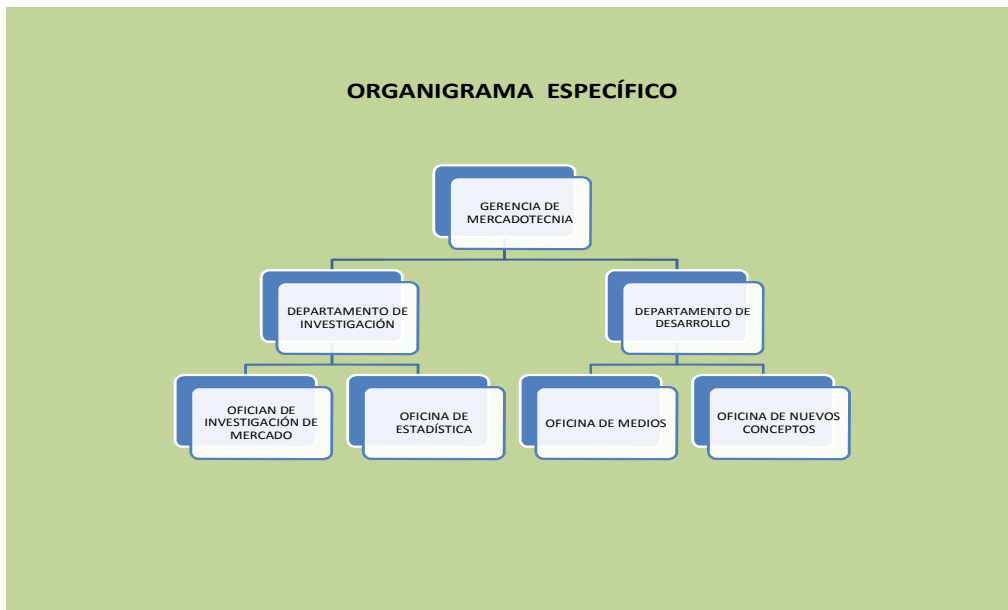 ORGANIGRAMA ESPECÍFICO
GERENCIA DE
MERCADOTECNIA
DEPARTAMENTO DE
INVESTIGACIÓN
DEPARTAMENTO DE
DESARROLLO
OFICIAN DE
INVESTIGACIÓN DE
MERCADO
OFICINA DE
ESTADÍSTICA
OFICINA DE MEDIOS
OFICINA DE NUEVOS
CONCEPTOS